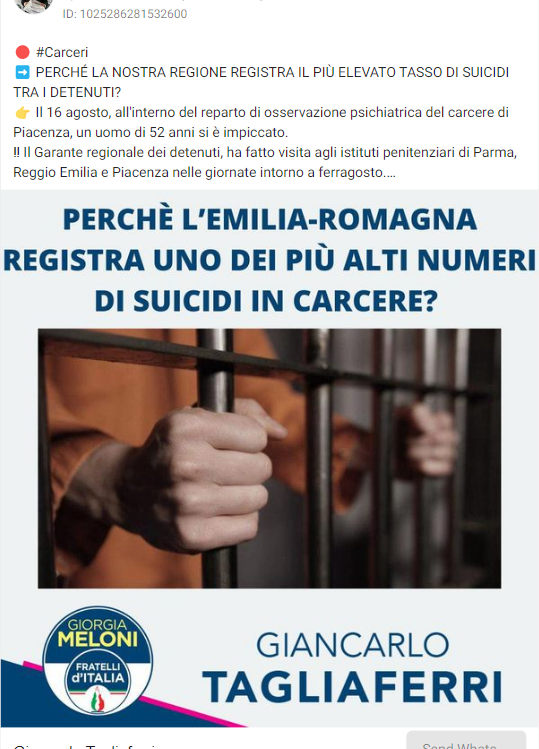 ID: 1025286281532600
🔴 #Carceri
➡️ PERCHÉ LA NOSTRA REGIONE REGISTRA IL PIÙ ELEVATO TASSO DI SUICIDI
TRA I DETENUTI?
👉 Il 16 agosto, all'interno del reparto di osservazione psichiatrica del carcere di
Piacenza, un uomo di 52 anni si è impiccato.
‼ Il Garante regionale dei detenuti, ha fatto visita agli istituti penitenziari di Parma,
Reggio Emilia e Piacenza nelle giornate intorno a ferragosto....
PERCHÈ L'EMILIA-ROMAGNA
REGISTRA UNO DEI PIÙ ALTI NUMERI
DI SUICIDI IN CARCERE?
GIORGIA
MELONI
FRATELLI
d'ITALIA
GIANCARLO
TAGLIAFERRI